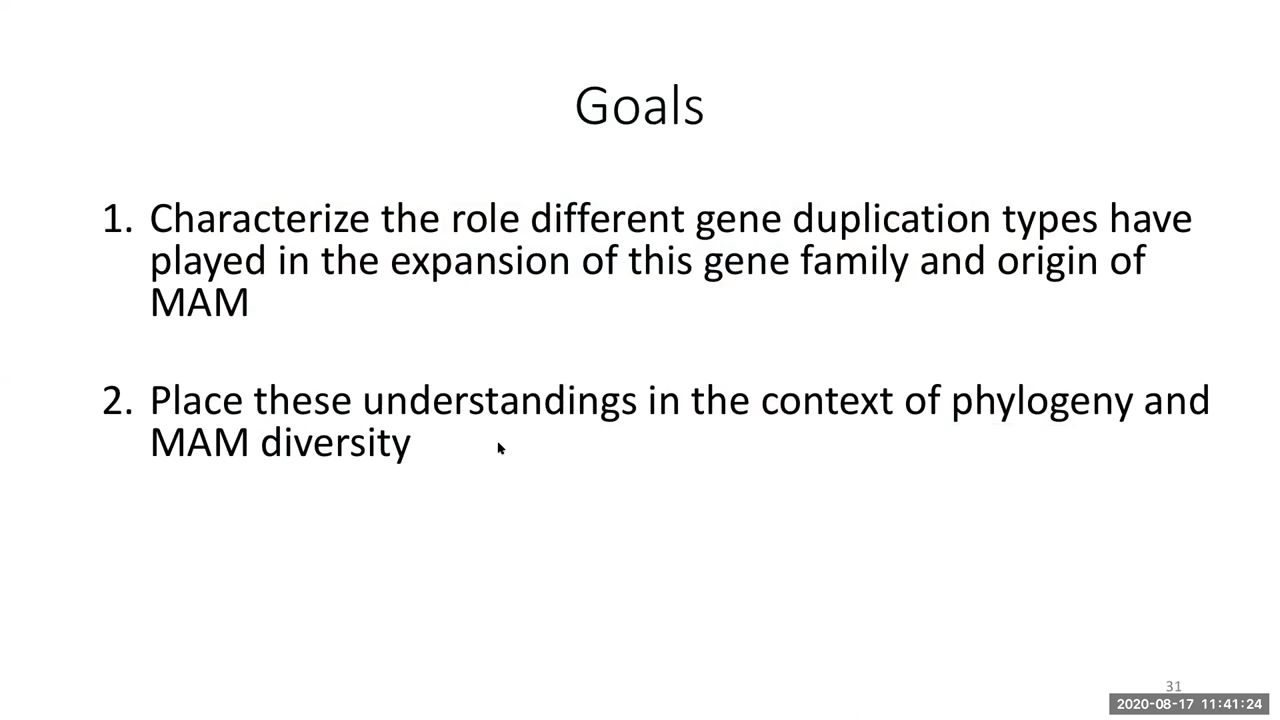 Goals
1. Characterize the role different gene duplication types have
played in the expansion of this gene family and origin of
MAM
2. Place these understandings in the context of phylogeny and
MAM diversity
31
2020-08-17 11:41:24